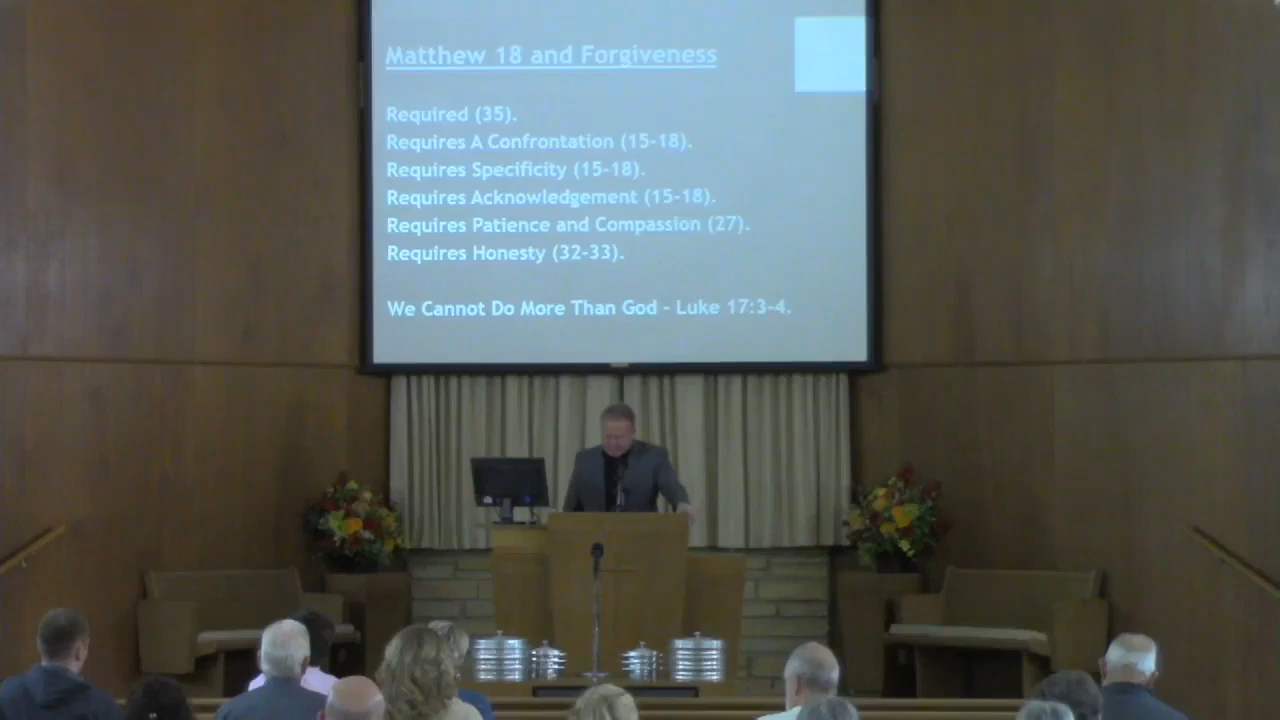 Matthew 18 and Forgiveness
Required (35).
Requires A Confrontation (15-18).
Requires Specificity (15-18).
Requires Acknowledgement (15-18).
Requires Patience and Compassion (27).
Requires Honesty (32-33).
We Cannot Do More Than God - Luke 17:3-4.